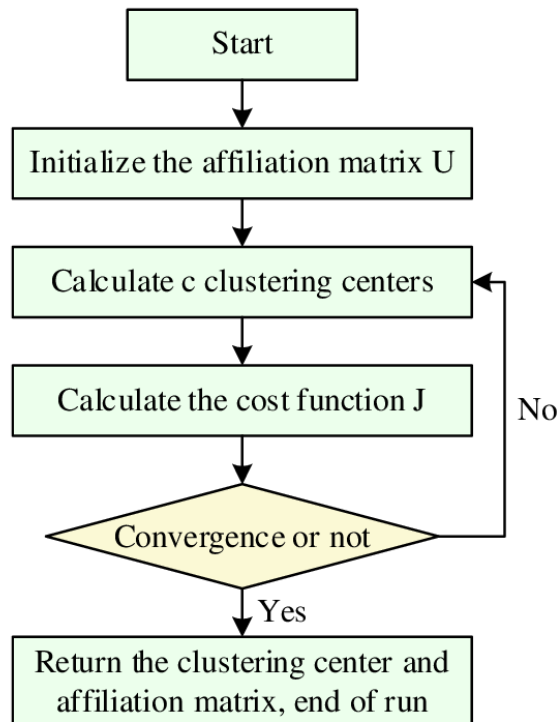 Start
Initialize the affiliation matrix U
Calculate c clustering centers
Calculate the cost function J
No
Convergence or not
Yes
Return the clustering center and
affiliation matrix, end of run